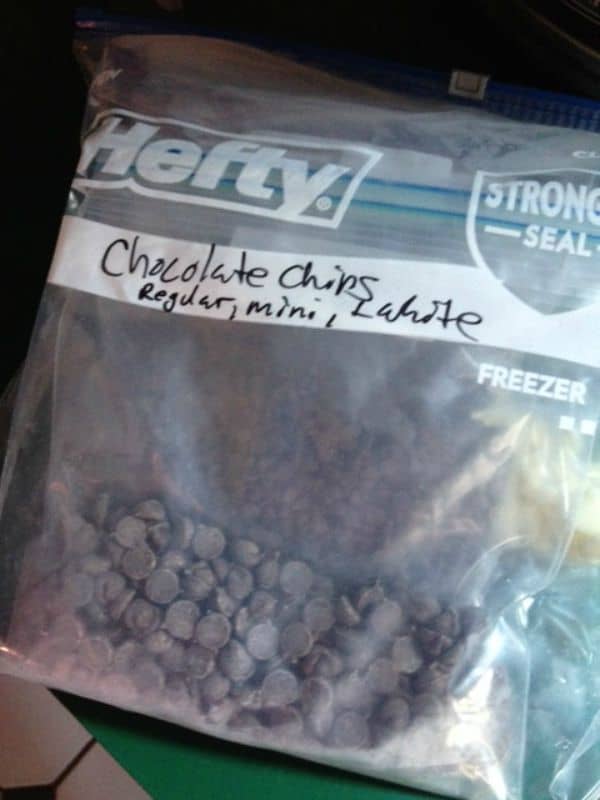 Hefty®
STRONG
SEAL
Chocolate Chips
Regular, mini, & white
FREEZER